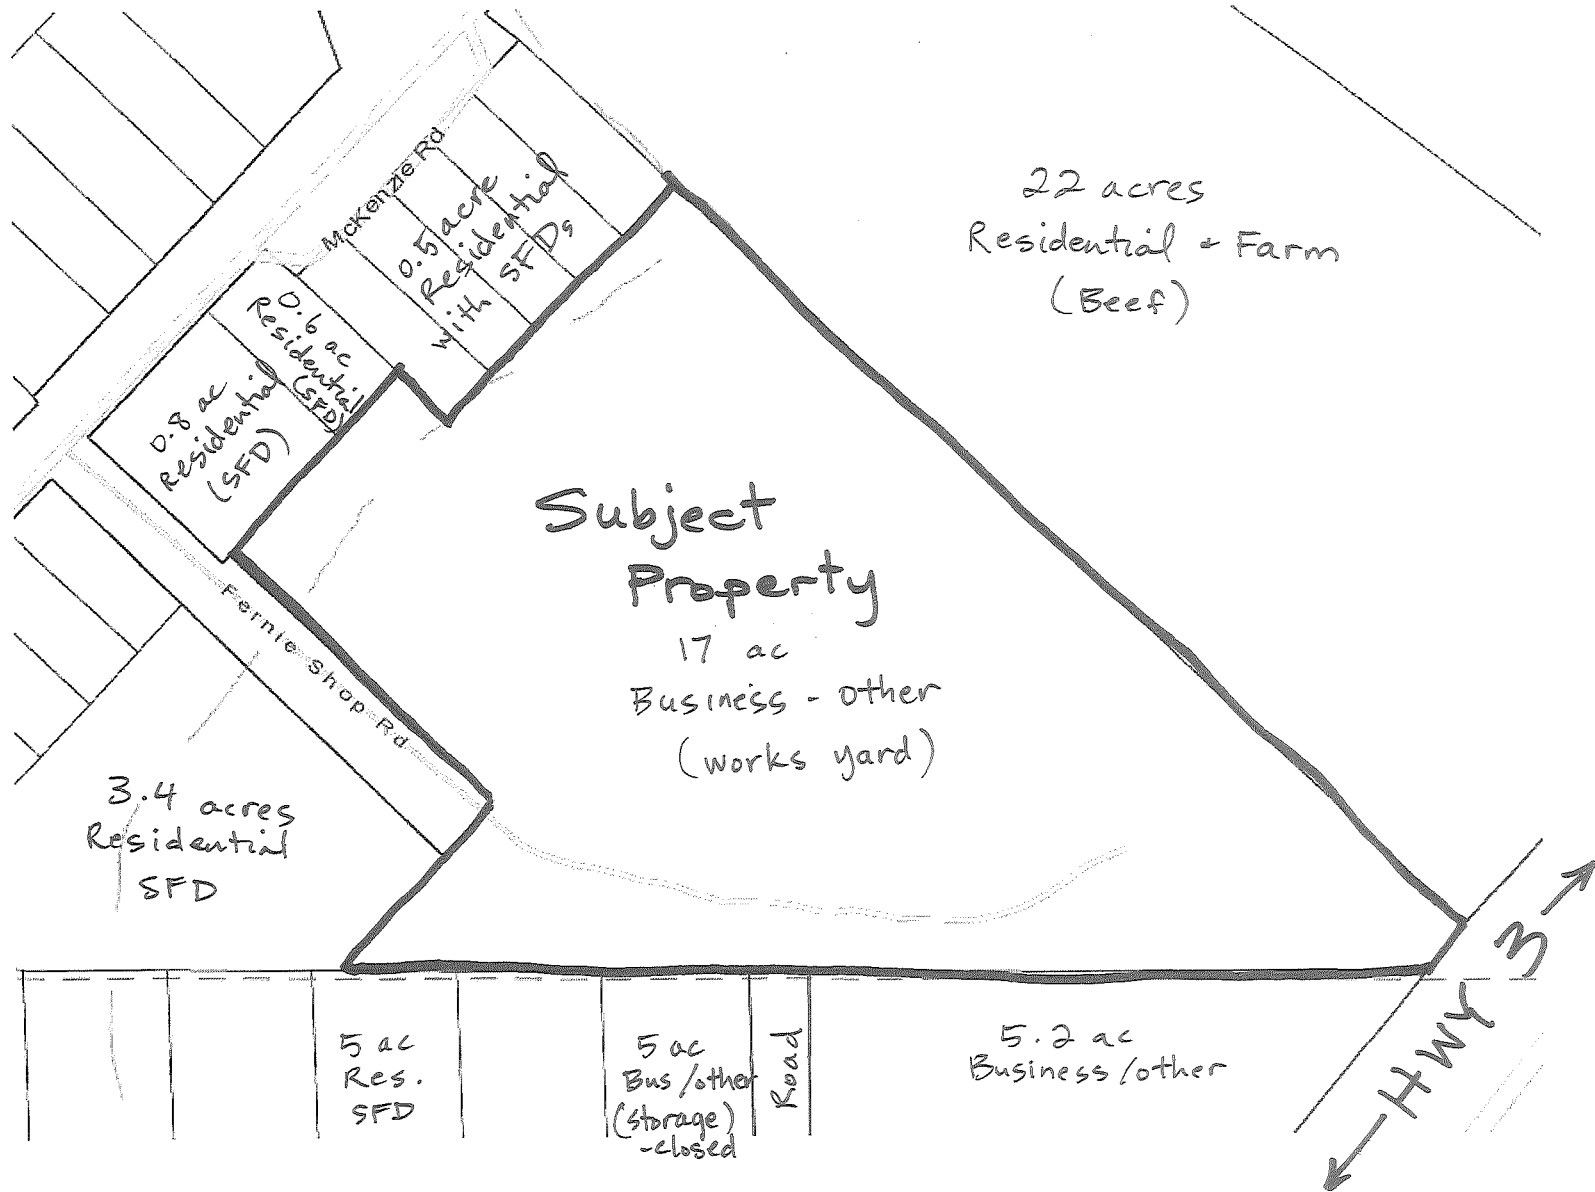 McKenzie Rd
0.5 acre
Residential
with SFDs
22 acres
Residential + Farm
(Beef)
0.6 ac
Residential
(SFD)
0.8 ac
Residential
(SFD)
Subject
Property
17 ac
Business - other
(works yard)
Fernie Shop Rd
3.4 acres
Residential
SFD
5 ac
Res.
SFD
5 ac
Bus/other
(storage)
-closed
Road
5.2 ac
Business/other
HWY 3